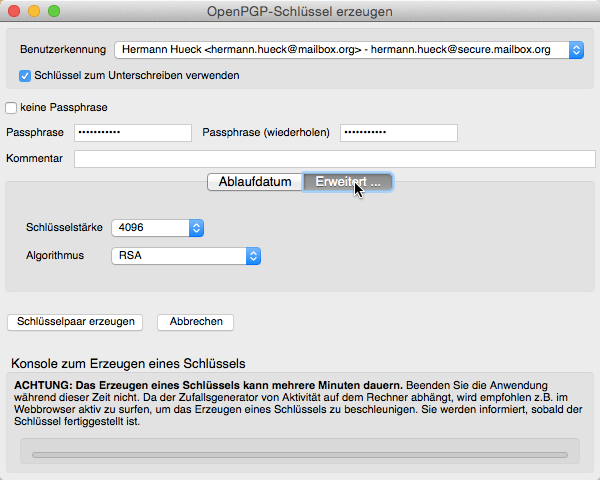 OpenPGP-Schlüssel erzeugen
Benutzerkennung Hermann Hueck <hermann.hueck@mailbox.org> - hermann.hueck@secure.mailbox.org
Schlüssel zum Unterschreiben verwenden
keine Passphrase
Passphrase ••••••••••• Passphrase (wiederholen) •••••••••••
Kommentar
Ablaufdatum Erweitert ...
Schlüsselstärke 4096
Algorithmus RSA
Schlüsselpaar erzeugen Abbrechen
Konsole zum Erzeugen eines Schlüssels
ACHTUNG: Das Erzeugen eines Schlüssels kann mehrere Minuten dauern. Beenden Sie die Anwendung
während dieser Zeit nicht. Da der Zufallsgenerator von Aktivität auf dem Rechner abhängt, wird empfohlen z.B. im
Webbrowser aktiv zu surfen, um das Erzeugen eines Schlüssels zu beschleunigen. Sie werden informiert, sobald der
Schlüssel fertiggestellt ist.